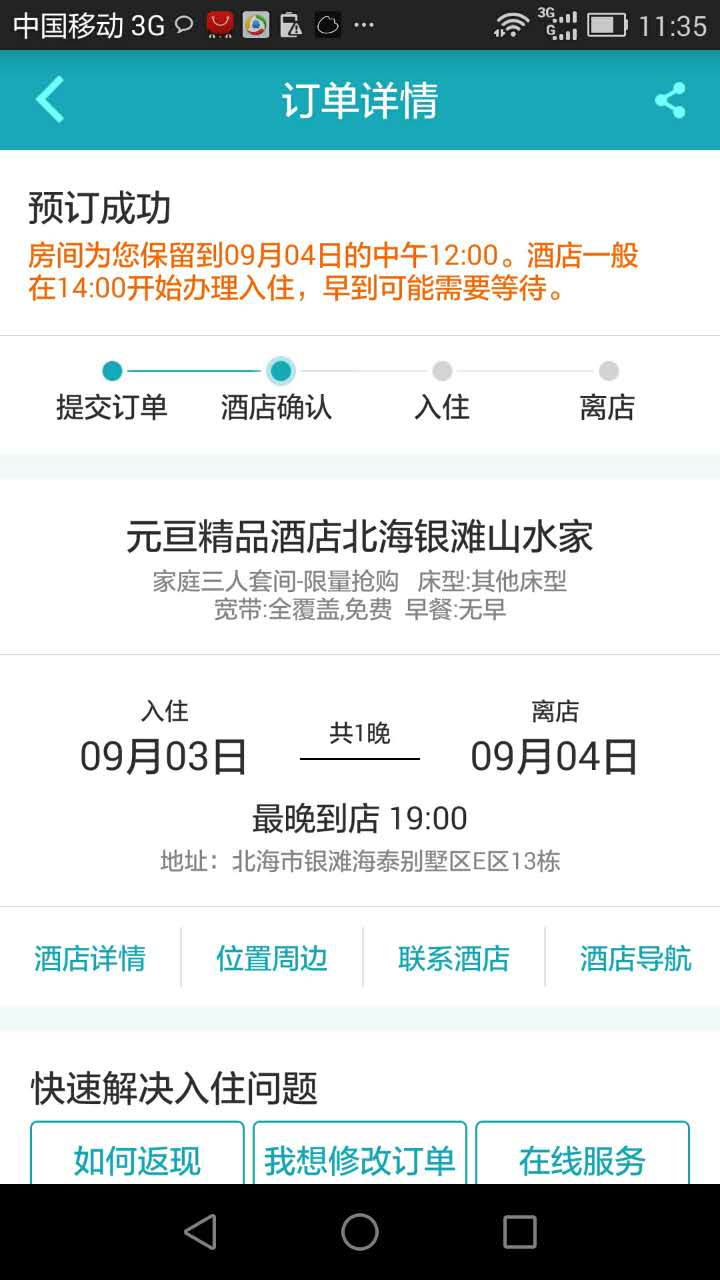 中国移动 3G
3G
G
11:35
订单详情
预订成功
房间为您保留到09月04日的中午12:00。酒店一般
在14:00开始办理入住，早到可能需要等待。
提交订单 酒店确认 入住 离店
元亘精品酒店北海银滩山水家
家庭三人套间-限量抢购 床型:其他床型
宽带:全覆盖,免费 早餐:无早
入住 离店
共1晚
09月03日 09月04日
最晚到店 19:00
地址：北海市银滩海泰别墅区E区13栋
酒店详情 位置周边 联系酒店 酒店导航
快速解决入住问题
如何返现 我想修改订单 在线服务